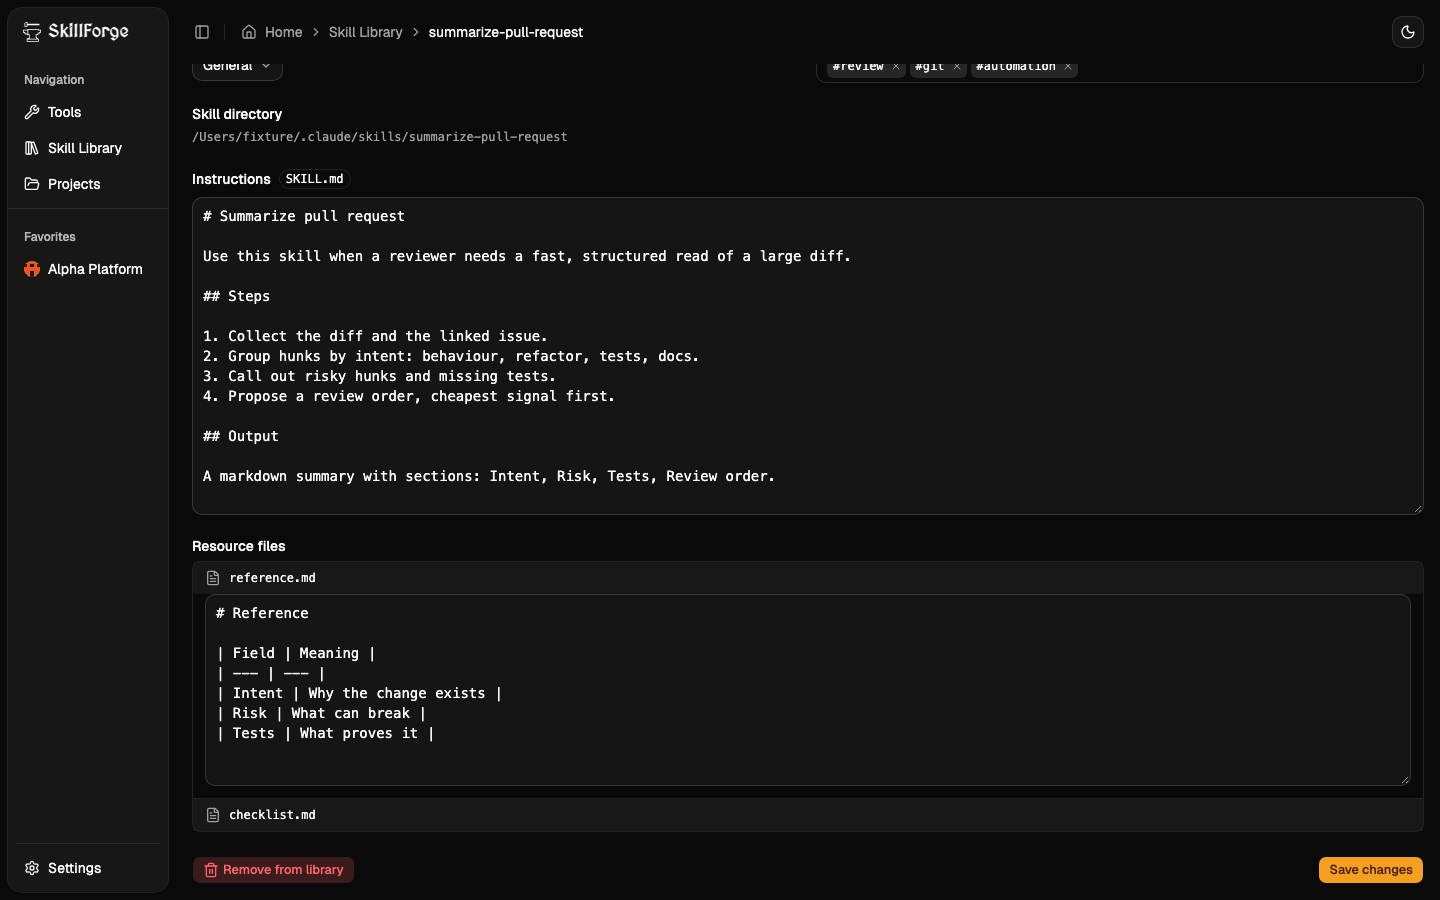 SkillForge
Home > Skill Library > summarize-pull-request
Navigation
Tools
Skill Library
Projects
Favorites
Alpha Platform
Settings
General
#review × #git × #automation ×
Skill directory
/Users/fixture/.claude/skills/summarize-pull-request
Instructions SKILL.md
# Summarize pull request
Use this skill when a reviewer needs a fast, structured read of a large diff.
## Steps
1. Collect the diff and the linked issue.
2. Group hunks by intent: behaviour, refactor, tests, docs.
3. Call out risky hunks and missing tests.
4. Propose a review order, cheapest signal first.
## Output
A markdown summary with sections: Intent, Risk, Tests, Review order.
Resource files
reference.md
# Reference
| Field | Meaning |
| --- | --- |
| Intent | Why the change exists |
| Risk | What can break |
| Tests | What proves it |
checklist.md
Remove from library
Save changes